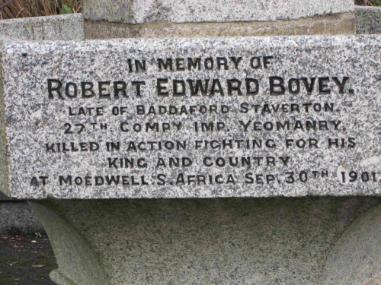 IN MEMORY OF
ROBERT EDWARD BOVEY.
LATE OF BADDAFORD STAVERTON.
27TH. COMPY IMP. YEOMANRY.
KILLED IN ACTION FIGHTING FOR HIS
KING AND COUNTRY
AT MOEDWELL. S. AFRICA SEP. 30TH. 1901.